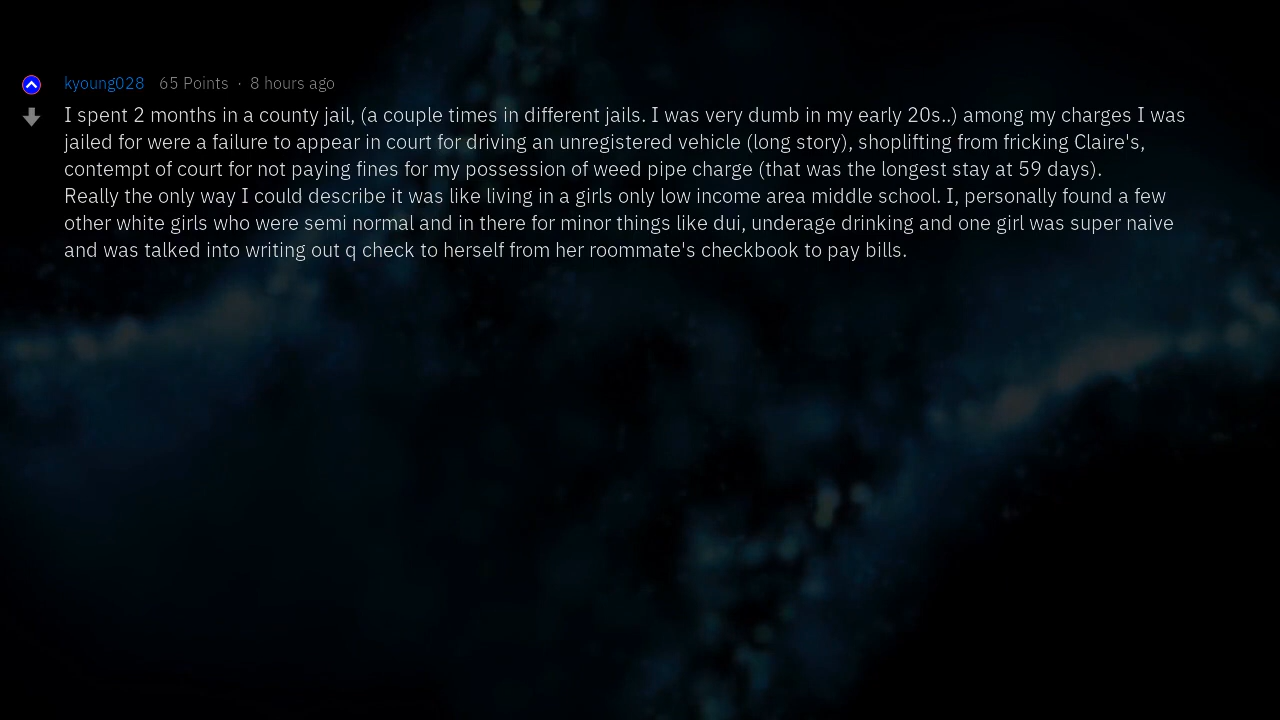 kyoung028 65 Points · 8 hours ago
I spent 2 months in a county jail, (a couple times in different jails. I was very dumb in my early 20s..) among my charges I was
jailed for were a failure to appear in court for driving an unregistered vehicle (long story), shoplifting from fricking Claire's,
contempt of court for not paying fines for my possession of weed pipe charge (that was the longest stay at 59 days).
Really the only way I could describe it was like living in a girls only low income area middle school. I, personally found a few
other white girls who were semi normal and in there for minor things like dui, underage drinking and one girl was super naive
and was talked into writing out q check to herself from her roommate's checkbook to pay bills.